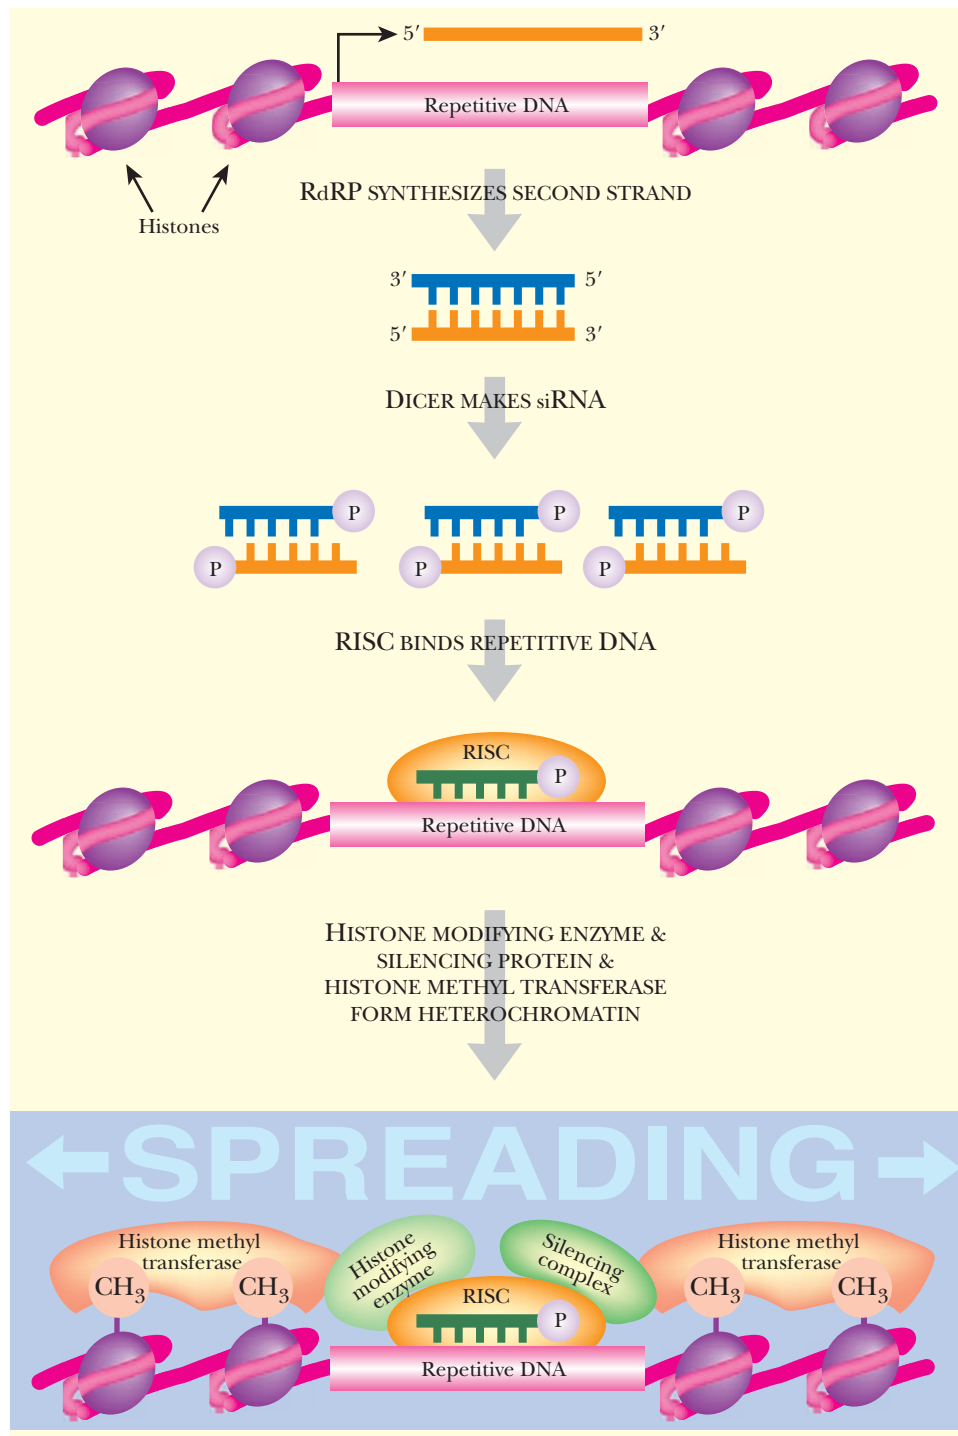 5′ 3′
Repetitive DNA
RdRP SYNTHESIZES SECOND STRAND
Histones
3′ 5′
5′ 3′
DICER MAKES siRNA
P P P
P P P
RISC BINDS REPETITIVE DNA
RISC
P
Repetitive DNA
HISTONE MODIFYING ENZYME &
SILENCING PROTEIN &
HISTONE METHYL TRANSFERASE
FORM HETEROCHROMATIN
SPREADING
Histone methyl
transferase
CH3 CH3
Histone
modifying
enzyme
Silencing
complex
Histone methyl
transferase
CH3 CH3
RISC
P
Repetitive DNA